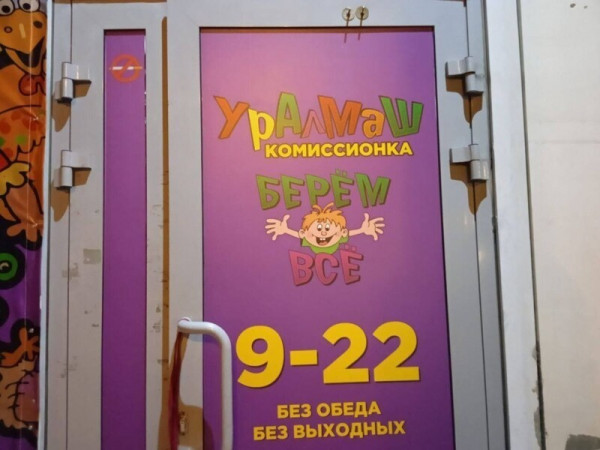 УРАЛМАШ
КОМИССИОНКА
БЕРЁМ
ВСЁ
9-22
БЕЗ ОБЕДА
БЕЗ ВЫХОДНЫХ